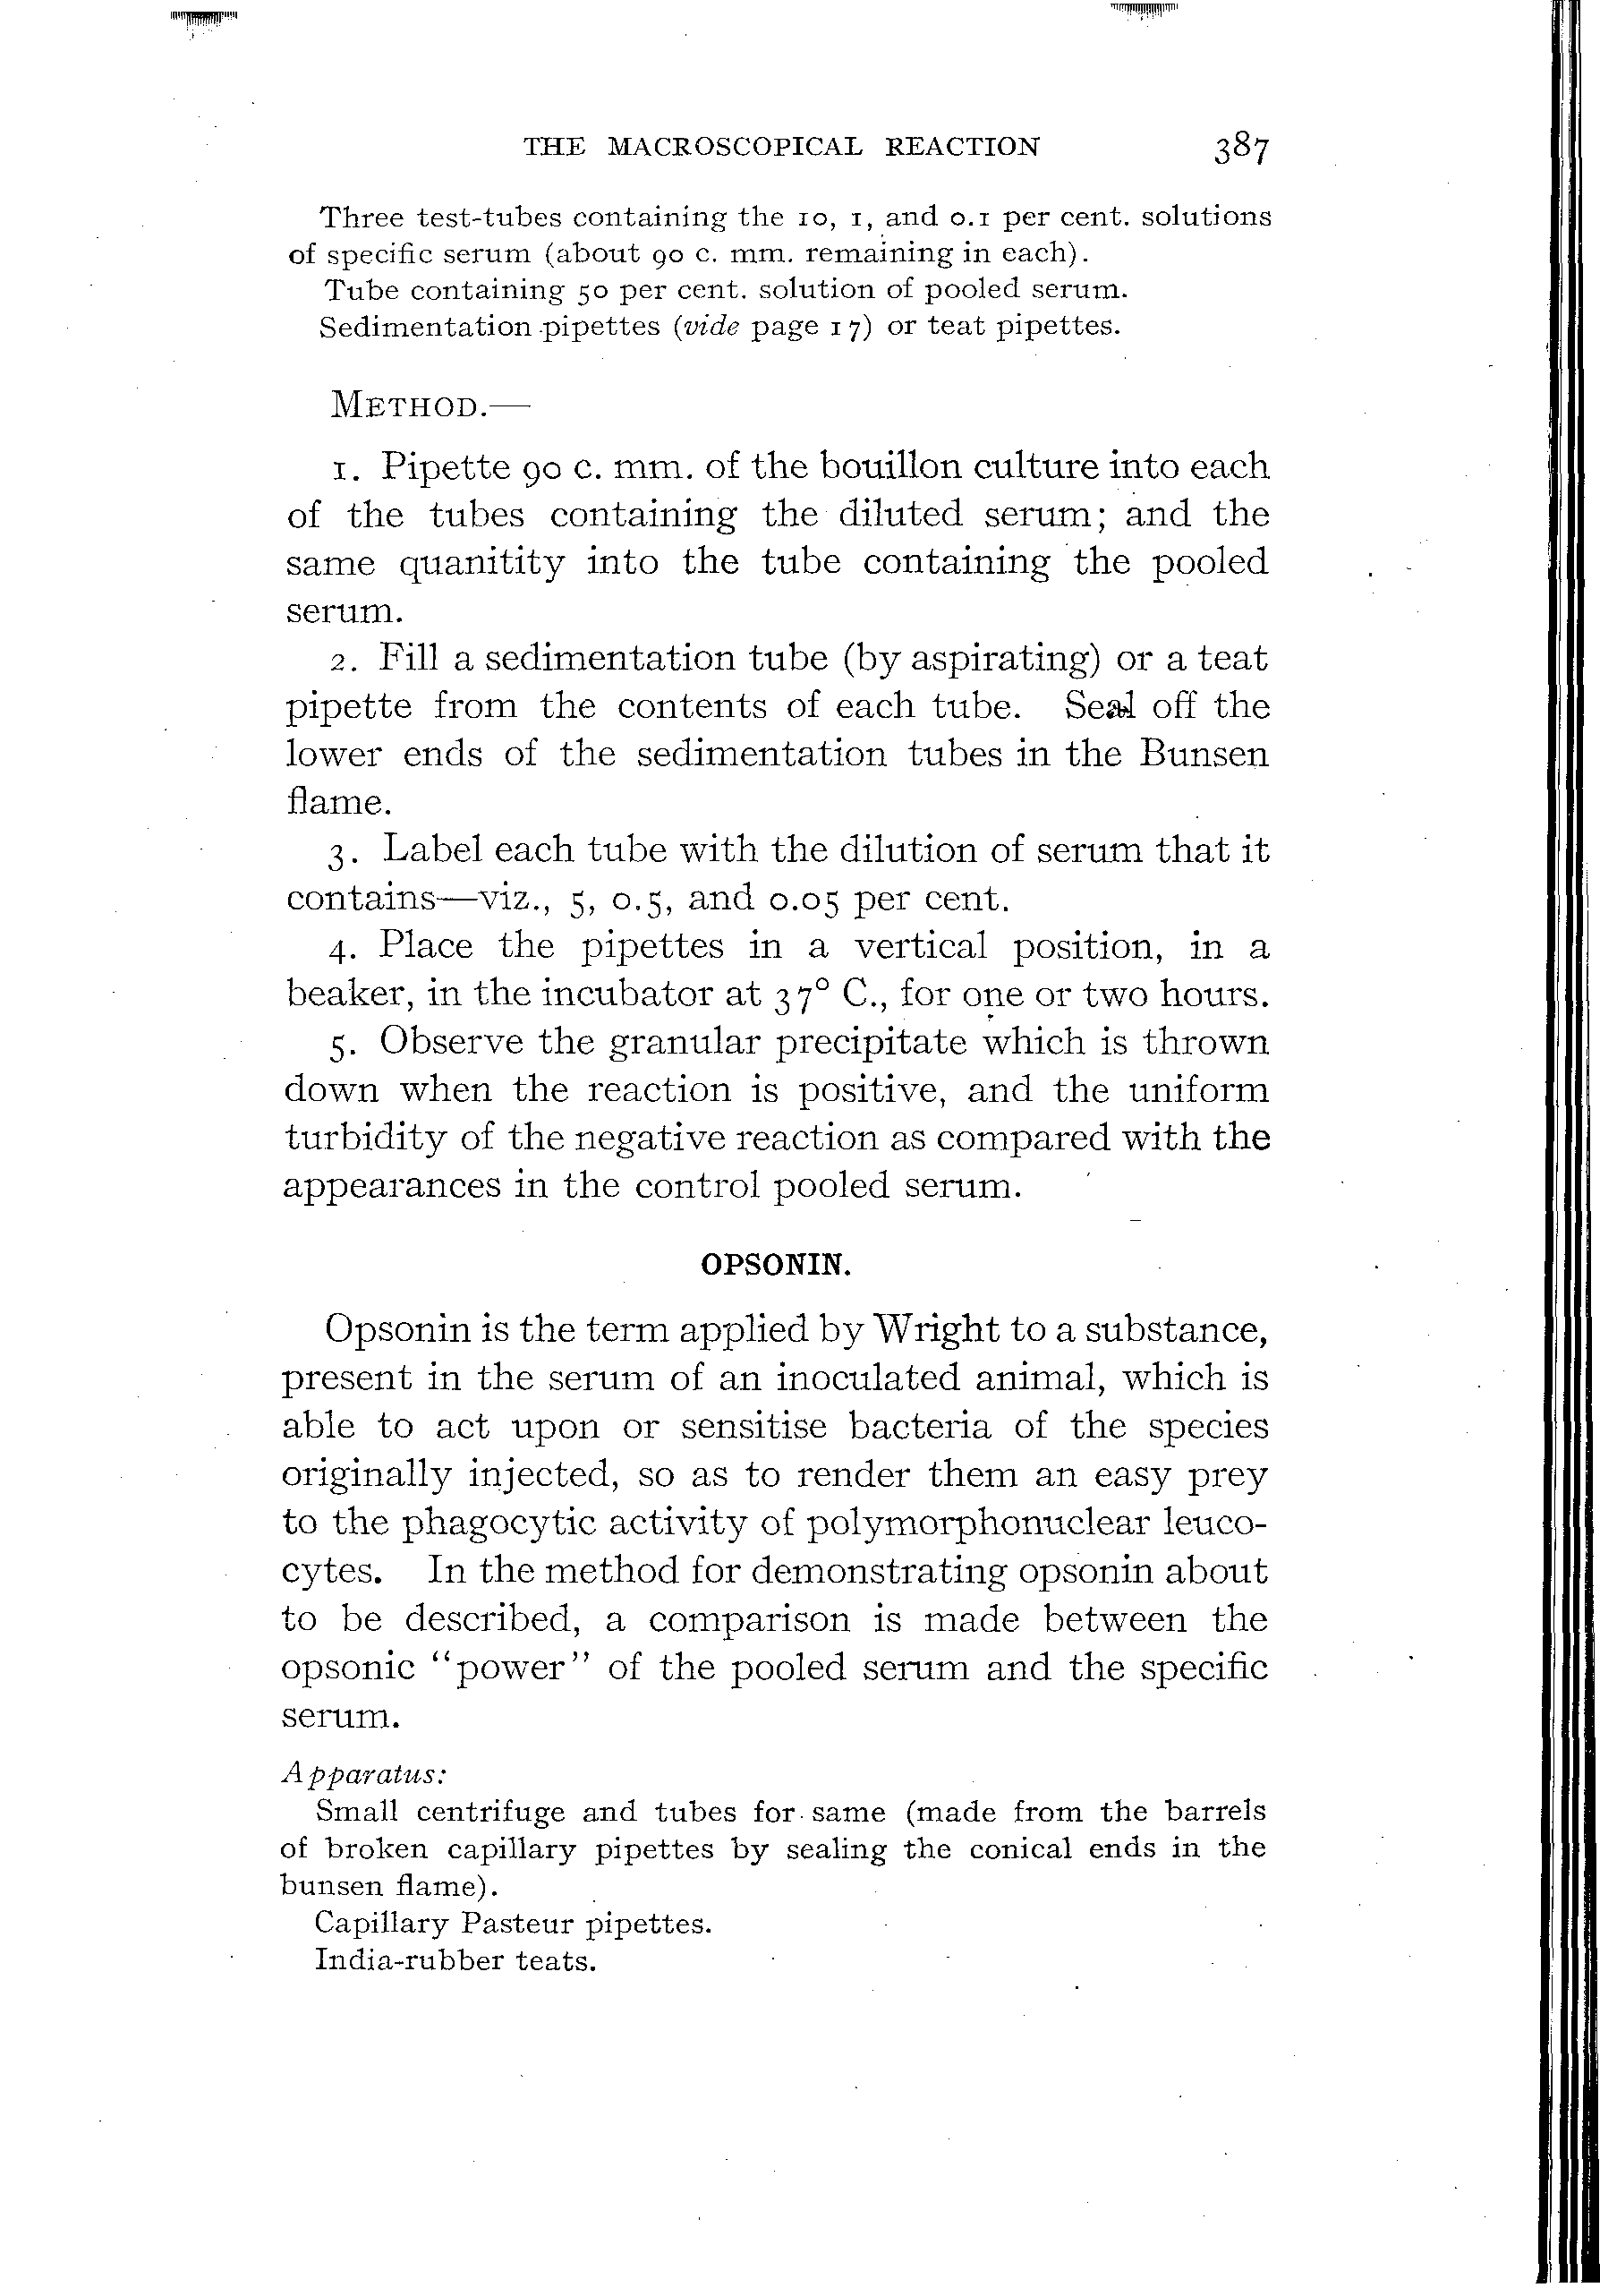 THE MACROSCOPICAL REACTION 387
Three test-tubes containing the 10, 1, and 0.1 per cent. solutions
of specific serum (about 90 c. mm. remaining in each).
Tube containing 50 per cent. solution of pooled serum.
Sedimentation pipettes (vide page 17) or teat pipettes.
METHOD.—
1. Pipette 90 c. mm. of the bouillon culture into each
of the tubes containing the diluted serum; and the
same quanitity into the tube containing the pooled
serum.
2. Fill a sedimentation tube (by aspirating) or a teat
pipette from the contents of each tube. Seal off the
lower ends of the sedimentation tubes in the Bunsen
flame.
3. Label each tube with the dilution of serum that it
contains—viz., 5, 0.5, and 0.05 per cent.
4. Place the pipettes in a vertical position, in a
beaker, in the incubator at 37° C., for one or two hours.
5. Observe the granular precipitate which is thrown
down when the reaction is positive, and the uniform
turbidity of the negative reaction as compared with the
appearances in the control pooled serum.
OPSONIN.
Opsonin is the term applied by Wright to a substance,
present in the serum of an inoculated animal, which is
able to act upon or sensitise bacteria of the species
originally injected, so as to render them an easy prey
to the phagocytic activity of polymorphonuclear leuco-
cytes. In the method for demonstrating opsonin about
to be described, a comparison is made between the
opsonic "power" of the pooled serum and the specific
serum.
Apparatus:
Small centrifuge and tubes for same (made from the barrels
of broken capillary pipettes by sealing the conical ends in the
bunsen flame).
Capillary Pasteur pipettes.
India-rubber teats.